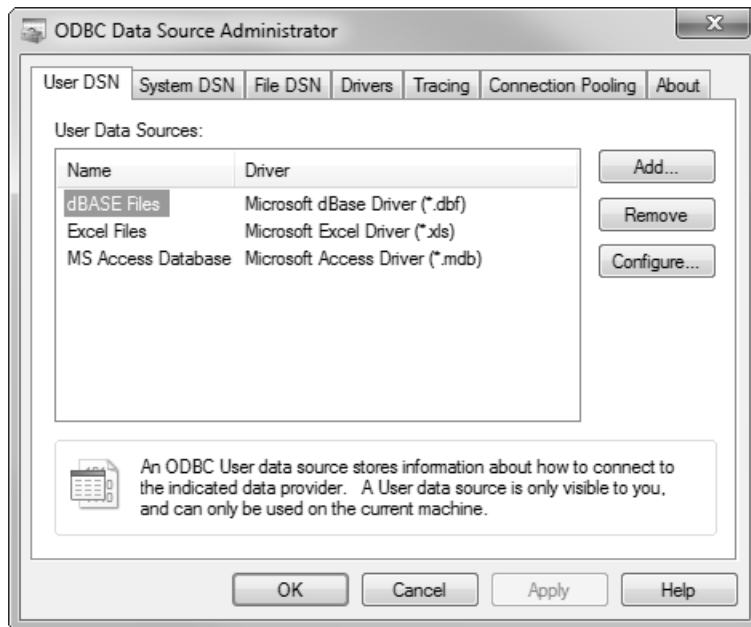 ODBC Data Source Administrator
X
User DSN System DSN File DSN Drivers Tracing Connection Pooling About
User Data Sources:
Name Driver
dBASE Files Microsoft dBase Driver (*.dbf)
Excel Files Microsoft Excel Driver (*.xls)
MS Access Database Microsoft Access Driver (*.mdb)
Add...
Remove
Configure...
An ODBC User data source stores information about how to connect to
the indicated data provider. A User data source is only visible to you,
and can only be used on the current machine.
OK Cancel Apply Help